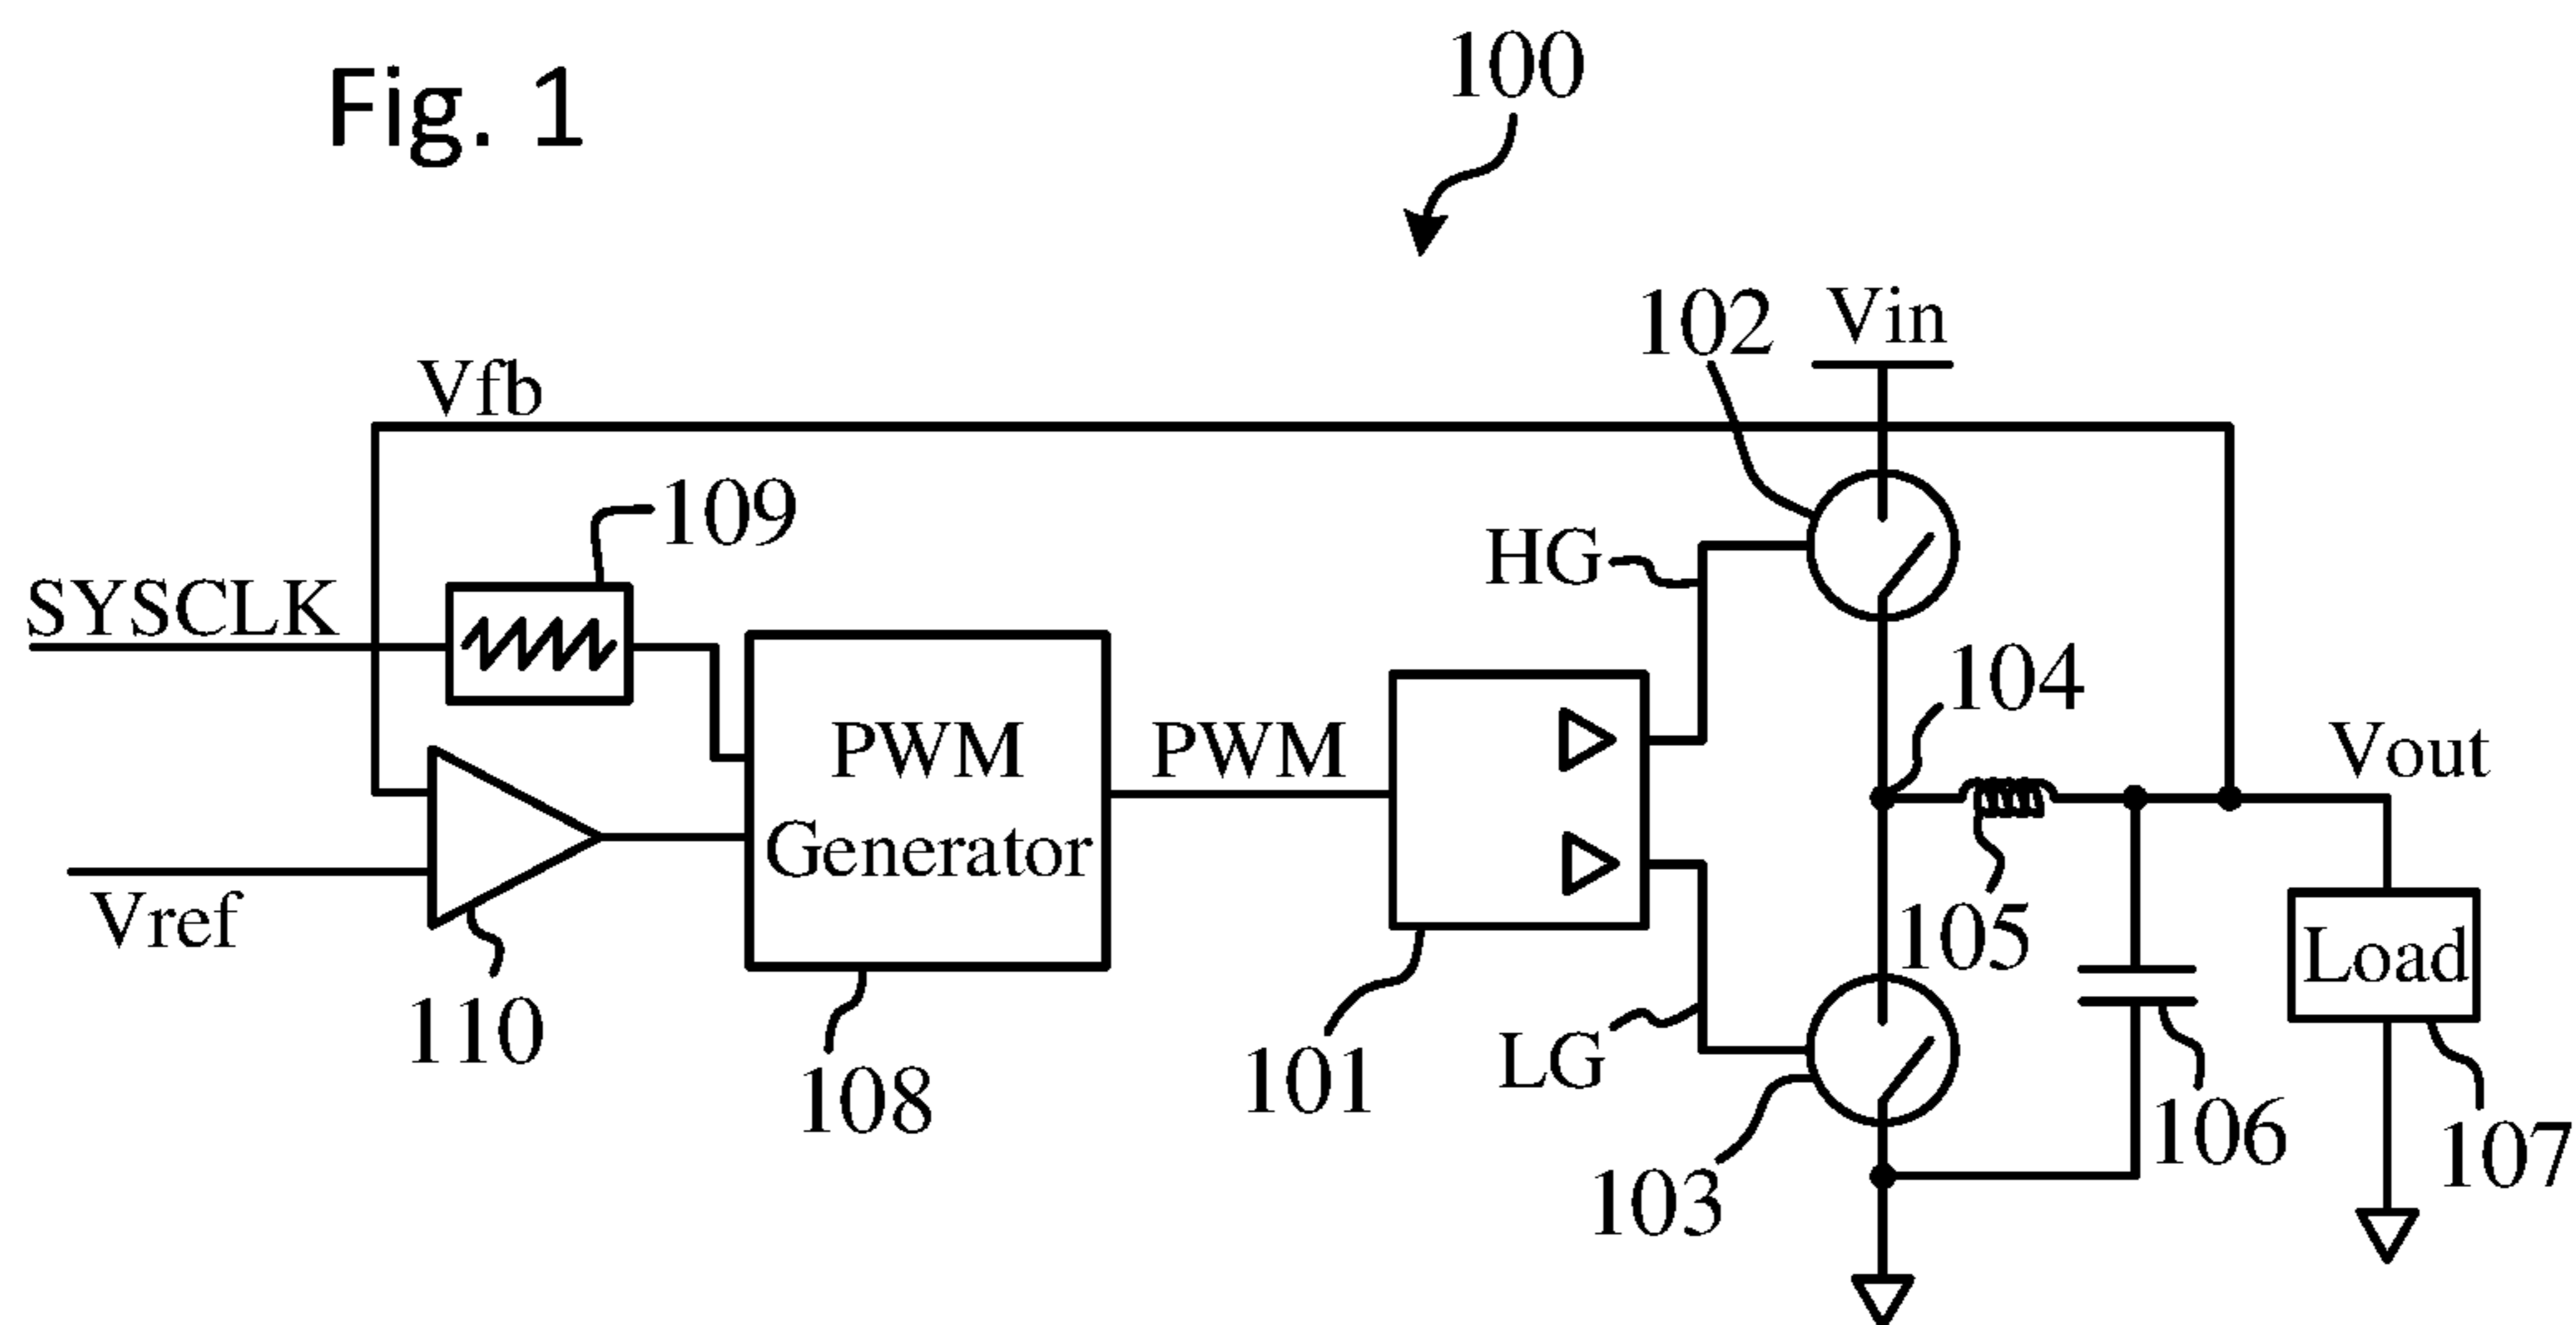 Fig. 1
100
102
Vin
Vfb
109
HG
SYSCLK
104
PWM
Generator
PWM
Vout
Vref
105
Load
110
LG
101
108
106
107
103